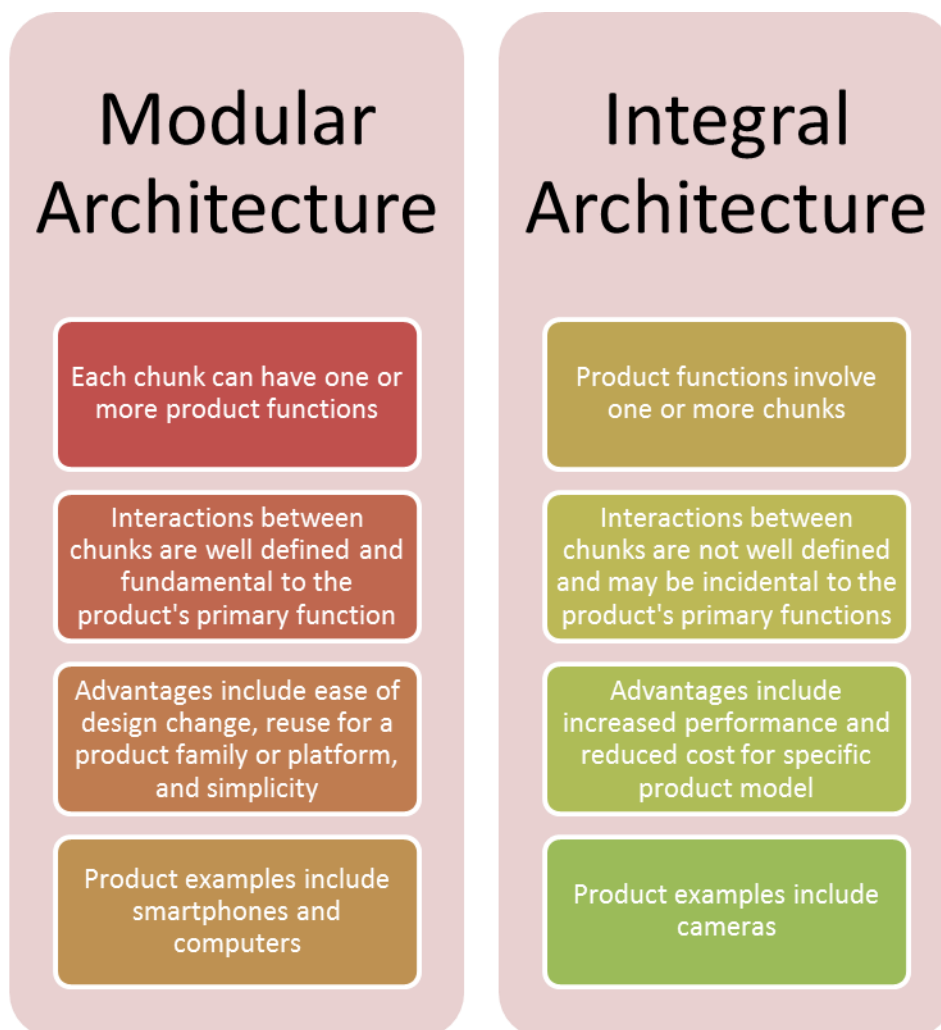 Modular
Architecture
Each chunk can have one or
more product functions
Interactions between
chunks are well defined and
fundamental to the
product's primary function
Advantages include ease of
design change, reuse for a
product family or platform,
and simplicity
Product examples include
smartphones and
computers
Integral
Architecture
Product functions involve
one or more chunks
Interactions between
chunks are not well defined
and may be incidental to the
product's primary functions
Advantages include
increased performance and
reduced cost for specific
product model
Product examples include
cameras